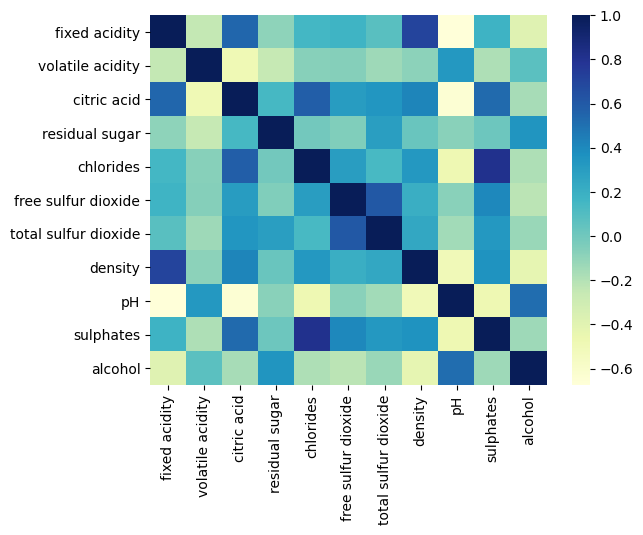 fixed acidity
volatile acidity
citric acid
residual sugar
chlorides
free sulfur dioxide
total sulfur dioxide
density
pH
sulphates
alcohol
fixed acidity
volatile acidity
citric acid
residual sugar
chlorides
free sulfur dioxide
total sulfur dioxide
density
pH
sulphates
alcohol
1.0
0.8
0.6
0.4
0.2
0.0
−0.2
−0.4
−0.6